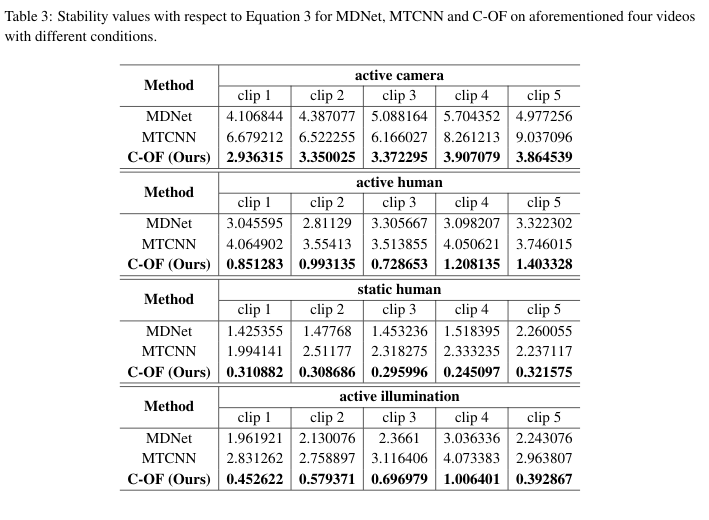 Table 3: Stability values with respect to Equation 3 for MDNet, MTCNN and C-OF on aforementioned four videos
with different conditions.
Method active camera
clip 1 clip 2 clip 3 clip 4 clip 5
MDNet 4.106844 4.387077 5.088164 5.704352 4.977256
MTCNN 6.679212 6.522255 6.166027 8.261213 9.037096
C-OF (Ours) 2.936315 3.350025 3.372295 3.907079 3.864539
Method active human
clip 1 clip 2 clip 3 clip 4 clip 5
MDNet 3.045595 2.81129 3.305667 3.098207 3.322302
MTCNN 4.064902 3.55413 3.513855 4.050621 3.746015
C-OF (Ours) 0.851283 0.993135 0.728653 1.208135 1.403328
Method static human
clip 1 clip 2 clip 3 clip 4 clip 5
MDNet 1.425355 1.47768 1.453236 1.518395 2.260055
MTCNN 1.994141 2.51177 2.318275 2.333235 2.237117
C-OF (Ours) 0.310882 0.308686 0.295996 0.245097 0.321575
Method active illumination
clip 1 clip 2 clip 3 clip 4 clip 5
MDNet 1.961921 2.130076 2.3661 3.036336 2.243076
MTCNN 2.831262 2.758897 3.116406 4.073383 2.963807
C-OF (Ours) 0.452622 0.579371 0.696979 1.006401 0.392867